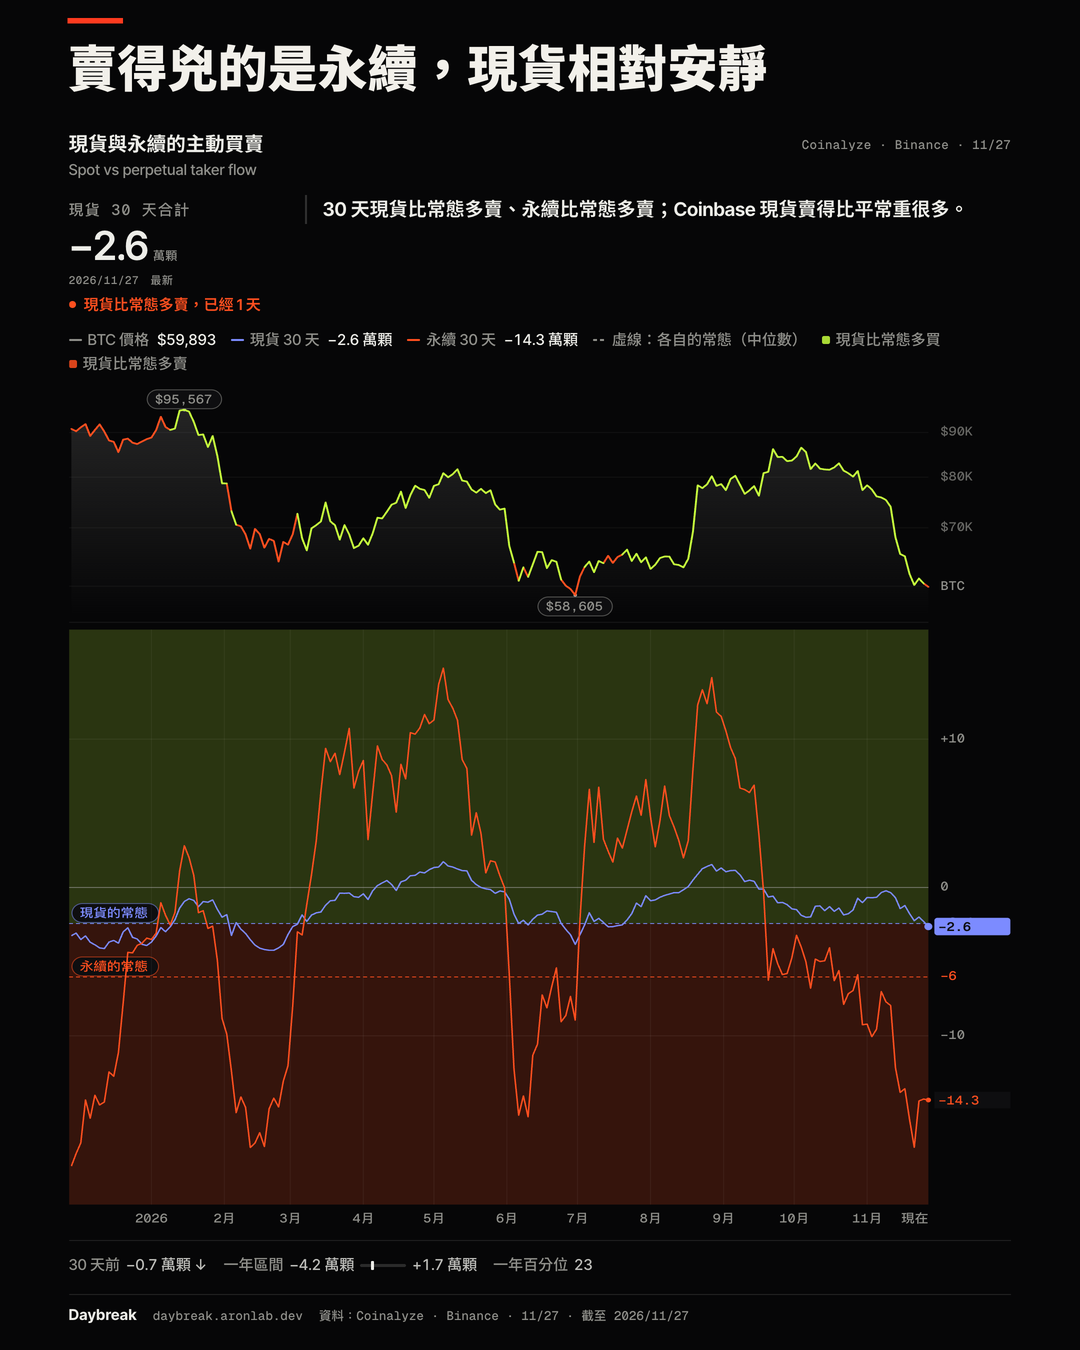 賣得兇的是永續，現貨相對安靜
現貨與永續的主動買賣
Coinalyze · Binance · 11/27
Spot vs perpetual taker flow
現貨 30 天合計
30 天現貨比常態多賣、永續比常態多賣；Coinbase 現貨賣得比平常重很多。
−2.6 萬顆
2026/11/27 最新
現貨比常態多賣，已經 1 天
BTC 價格 $59,893 現貨 30 天 −2.6 萬顆 永續 30 天 −14.3 萬顆 虛線：各自的常態（中位數） 現貨比常態多買
現貨比常態多賣
$95,567
$90K
$80K
$70K
BTC
$58,605
+10
0
現貨的常態
−2.6
永續的常態
−6
−10
−14.3
2026 2月 3月 4月 5月 6月 7月 8月 9月 10月 11月 現在
30 天前 −0.7 萬顆 ↓ 一年區間 −4.2 萬顆 +1.7 萬顆 一年百分位 23
Daybreak daybreak.aronlab.dev 資料：Coinalyze · Binance · 11/27 · 截至 2026/11/27